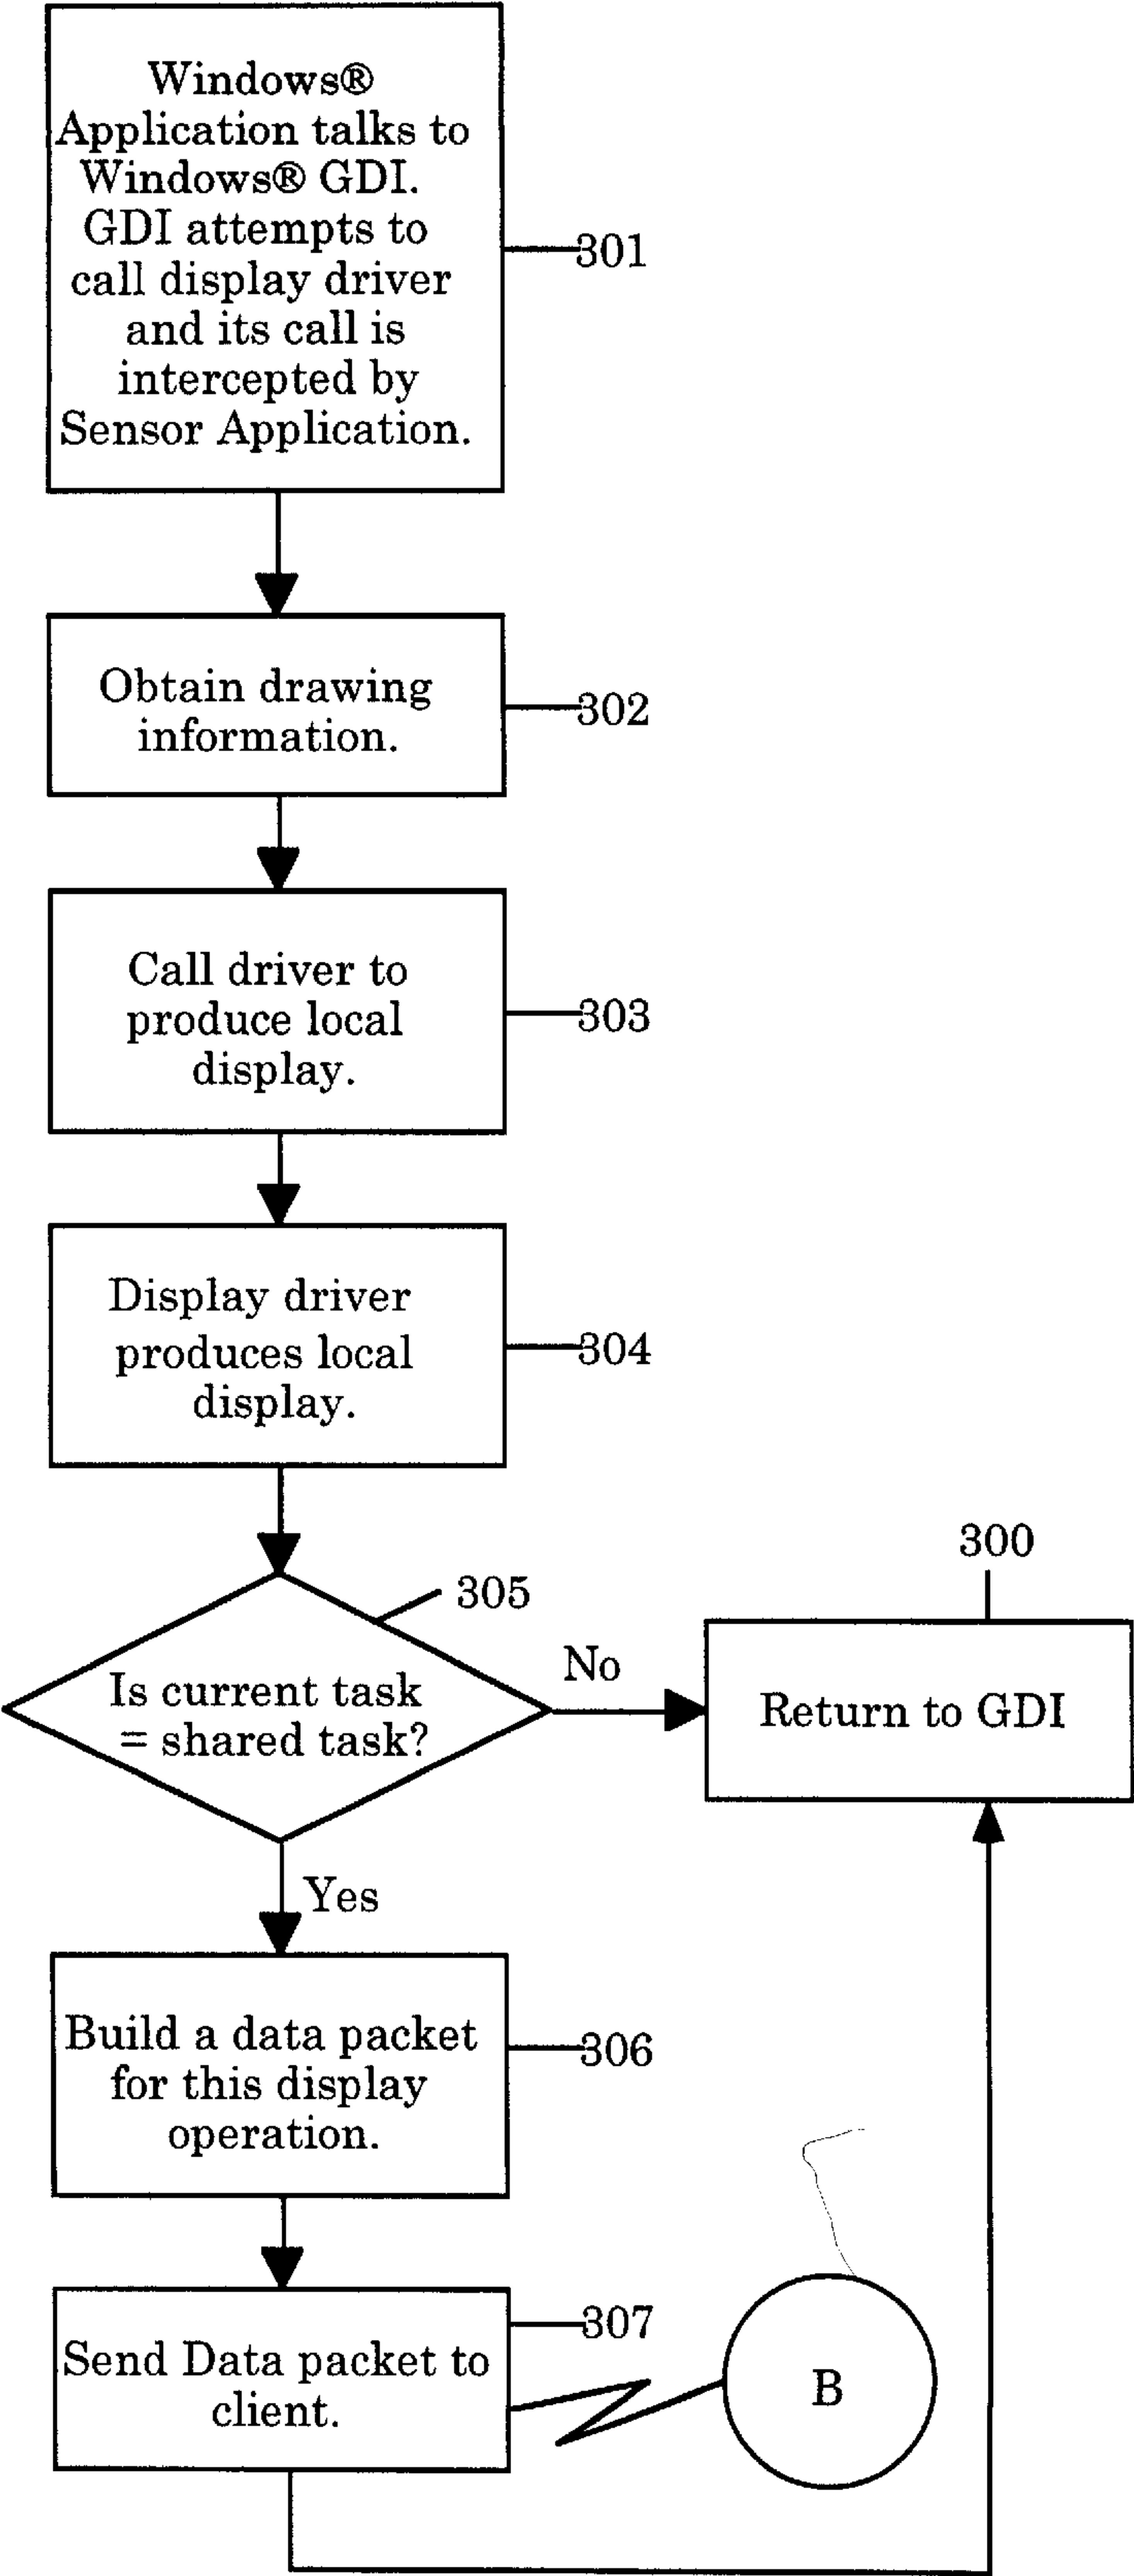 Windows®
Application talks to
Windows® GDI.
GDI attempts to
call display driver
and its call is
intercepted by
Sensor Application.
301
Obtain drawing
information.
302
Call driver to
produce local
display.
303
Display driver
produces local
display.
304
305
Is current task
= shared task?
No
300
Return to GDI
Yes
Build a data packet
for this display
operation.
306
307
Send Data packet to
client.
B